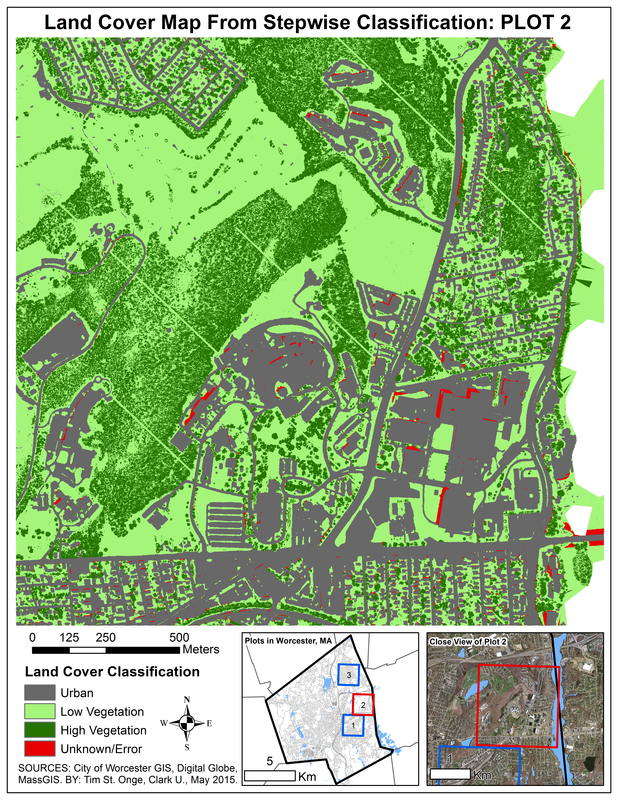 Land Cover Map From Stepwise Classification: PLOT 2
0 125 250 500
Meters
Land Cover Classification
Urban
Low Vegetation
High Vegetation
Unknown/Error
N
W E
S
SOURCES: City of Worcester GIS, Digital Globe,
MassGIS. BY: Tim St. Onge, Clark U., May 2015.
Plots in Worcester, MA
3
2
1
5
Km
Close View of Plot 2
1
1
Km